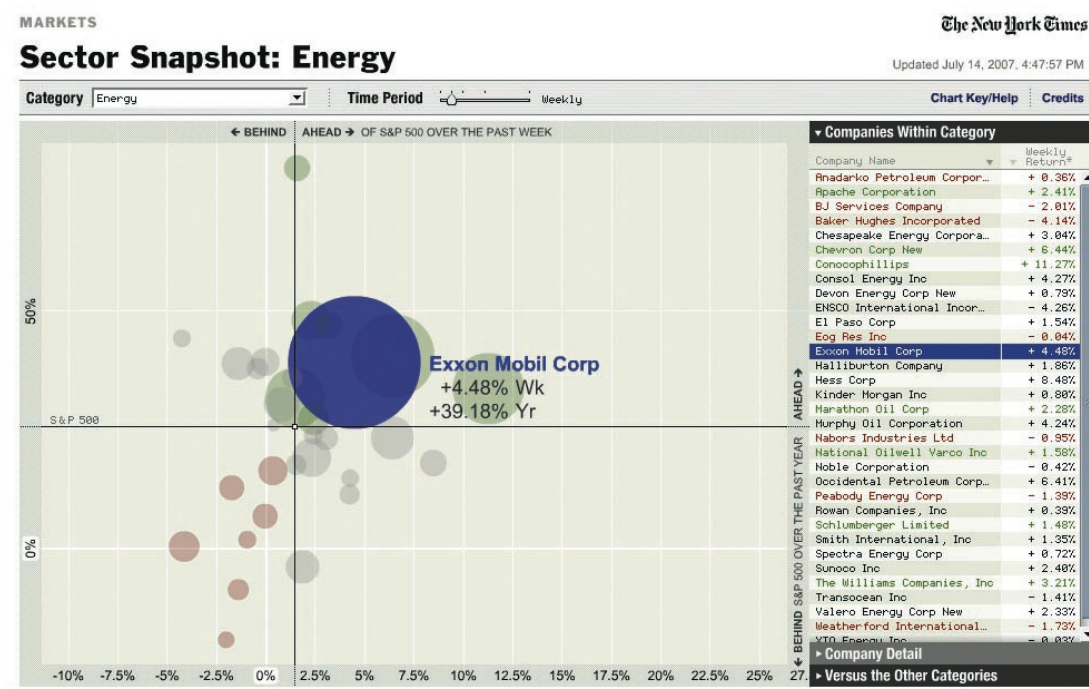 MARKETS
The New York Times
Sector Snapshot: Energy
Updated July 14, 2007, 4:47:57 PM
Category Energy Time Period Weekly Chart Key/Help Credits
← BEHIND AHEAD → OF S&P 500 OVER THE PAST WEEK
50%
0%
S&P 500
Exxon Mobil Corp
+4.48% Wk
+39.18% Yr
AHEAD →
← BEHIND S&P 500 OVER THE PAST YEAR
-10% -7.5% -5% -2.5% 0% 2.5% 5% 7.5% 10% 12.5% 15% 17.5% 20% 22.5% 25% 27.
▾ Companies Within Category
Company Name Weekly Return*
Anadarko Petroleum Corpor… + 0.36%
Apache Corporation + 2.41%
BJ Services Company - 2.01%
Baker Hughes Incorporated - 4.14%
Chesapeake Energy Corpora… + 3.04%
Chevron Corp New + 6.44%
Conocophillips + 11.27%
Consol Energy Inc + 4.27%
Devon Energy Corp New + 0.79%
ENSCO International Incor… - 4.26%
El Paso Corp + 1.54%
Eog Res Inc - 0.04%
Exxon Mobil Corp + 4.48%
Halliburton Company + 1.86%
Hess Corp + 8.48%
Kinder Morgan Inc + 0.80%
Marathon Oil Corp + 2.28%
Murphy Oil Corporation + 4.24%
Nabors Industries Ltd - 0.95%
National Oilwell Varco Inc + 1.58%
Noble Corporation - 0.42%
Occidental Petroleum Corp… + 6.41%
Peabody Energy Corp - 1.39%
Rowan Companies, Inc + 0.39%
Schlumberger Limited + 1.48%
Smith International, Inc + 1.35%
Spectra Energy Corp + 0.72%
Sunoco Inc + 2.40%
The Williams Companies, Inc + 3.21%
Transocean Inc - 1.41%
Valero Energy Corp New + 2.33%
Weatherford International… - 1.73%
XTO Energy Inc - 0.03%
▸ Company Detail
▸ Versus the Other Categories